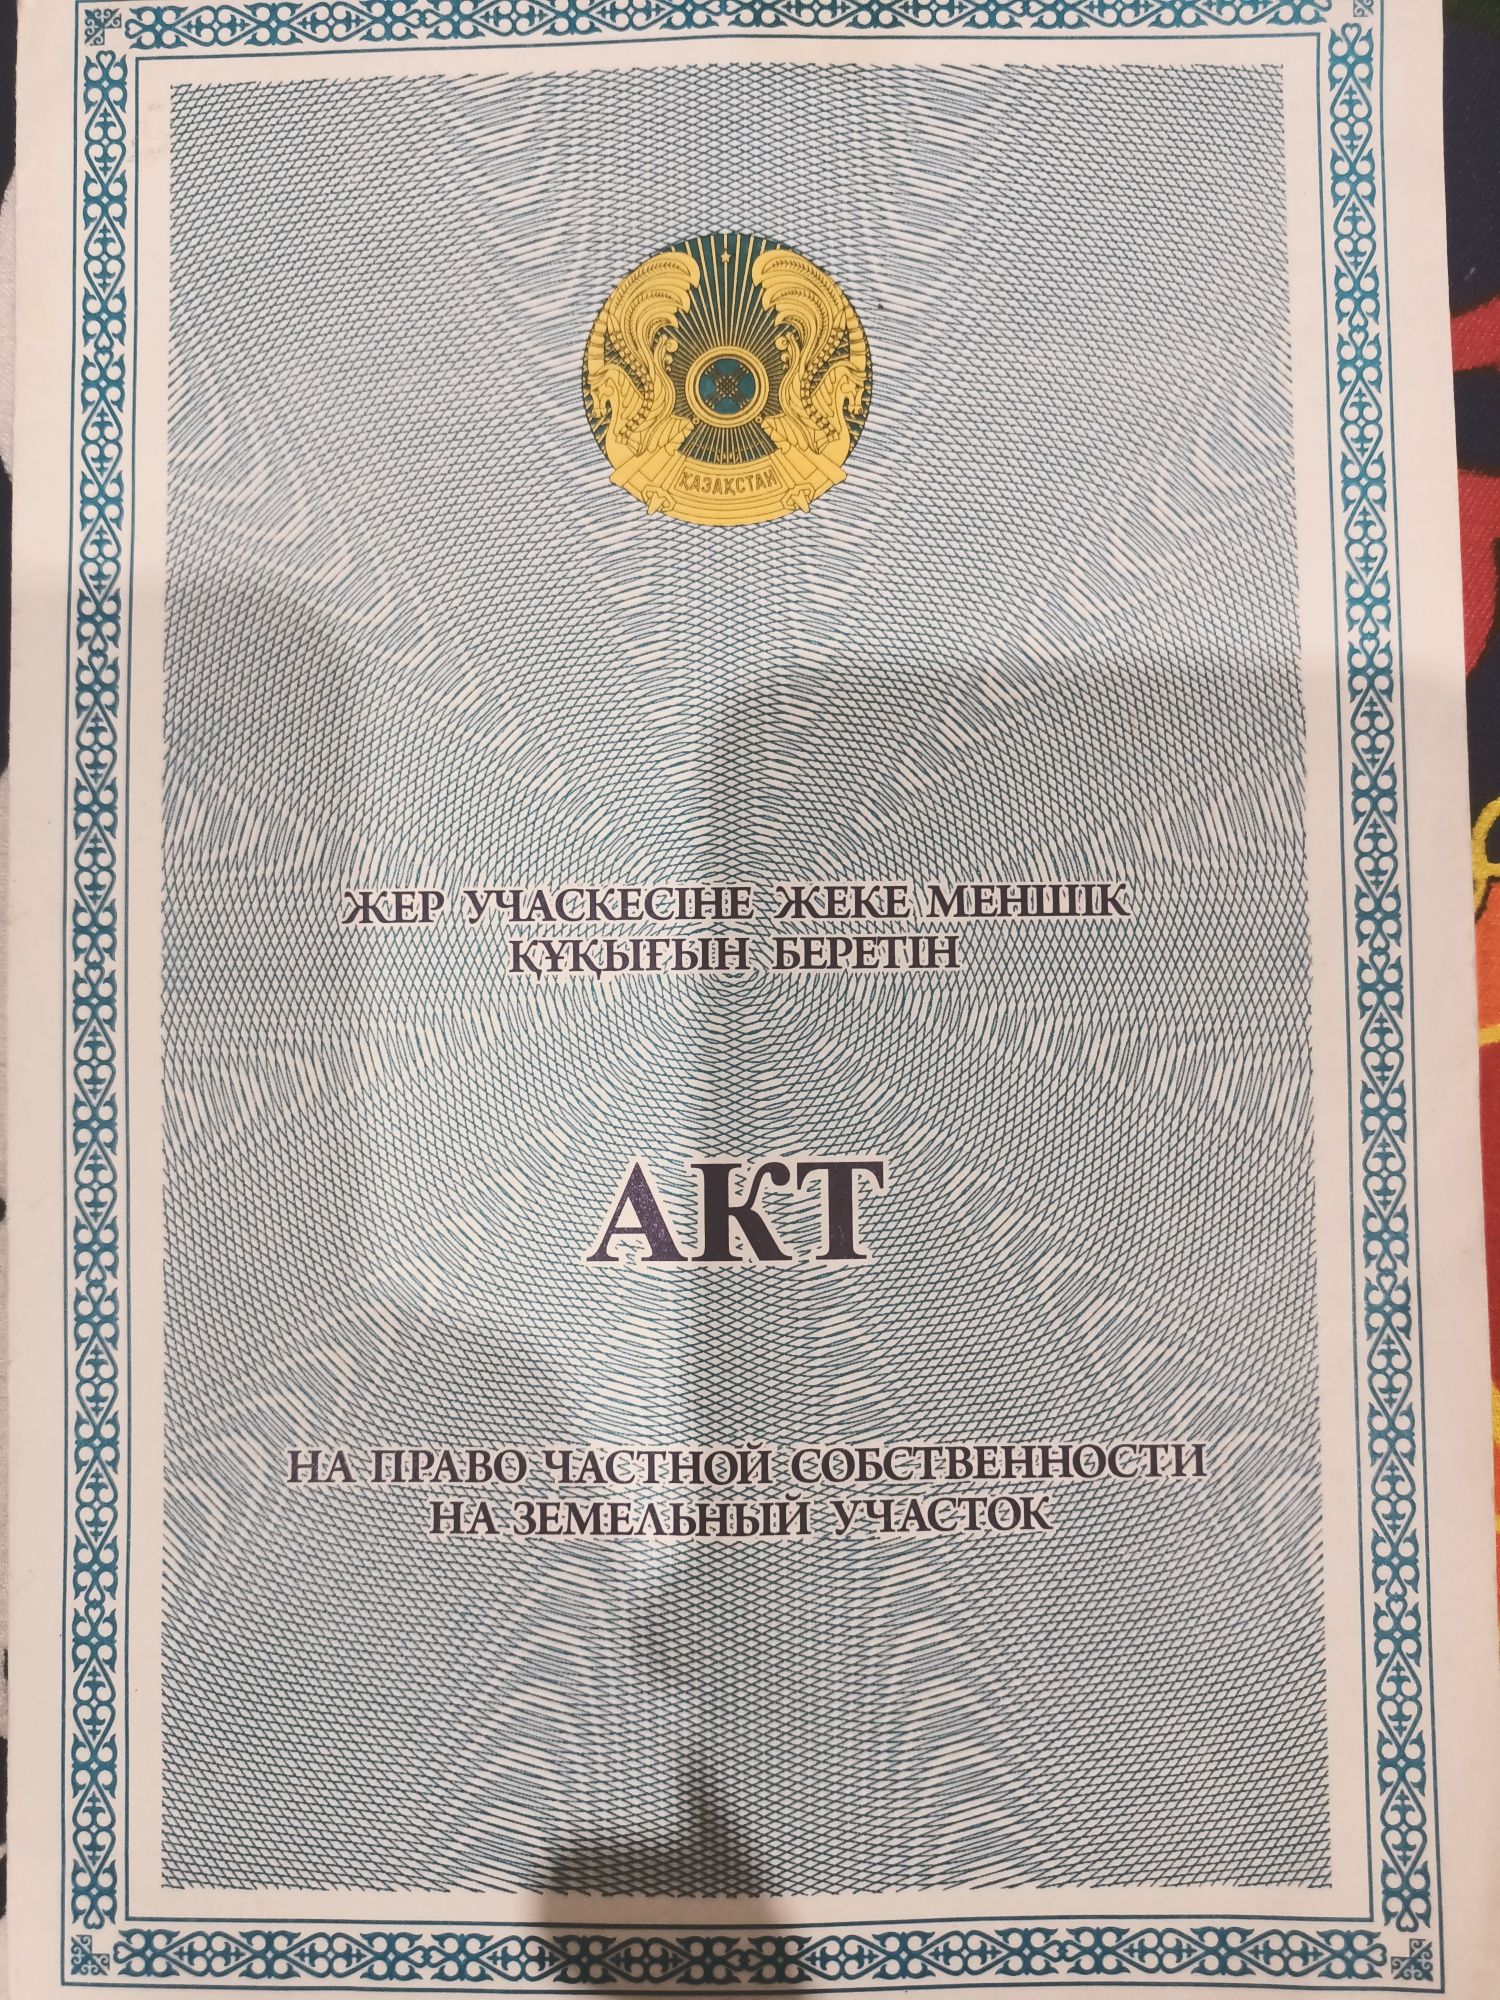 ҚАЗАҚСТАН
ЖЕР УЧАСКЕСІНЕ ЖЕКЕ МЕНШІК
ҚҰҚЫҒЫН БЕРЕТІН
АКТ
НА ПРАВО ЧАСТНОЙ СОБСТВЕННОСТИ
НА ЗЕМЕЛЬНЫЙ УЧАСТОК